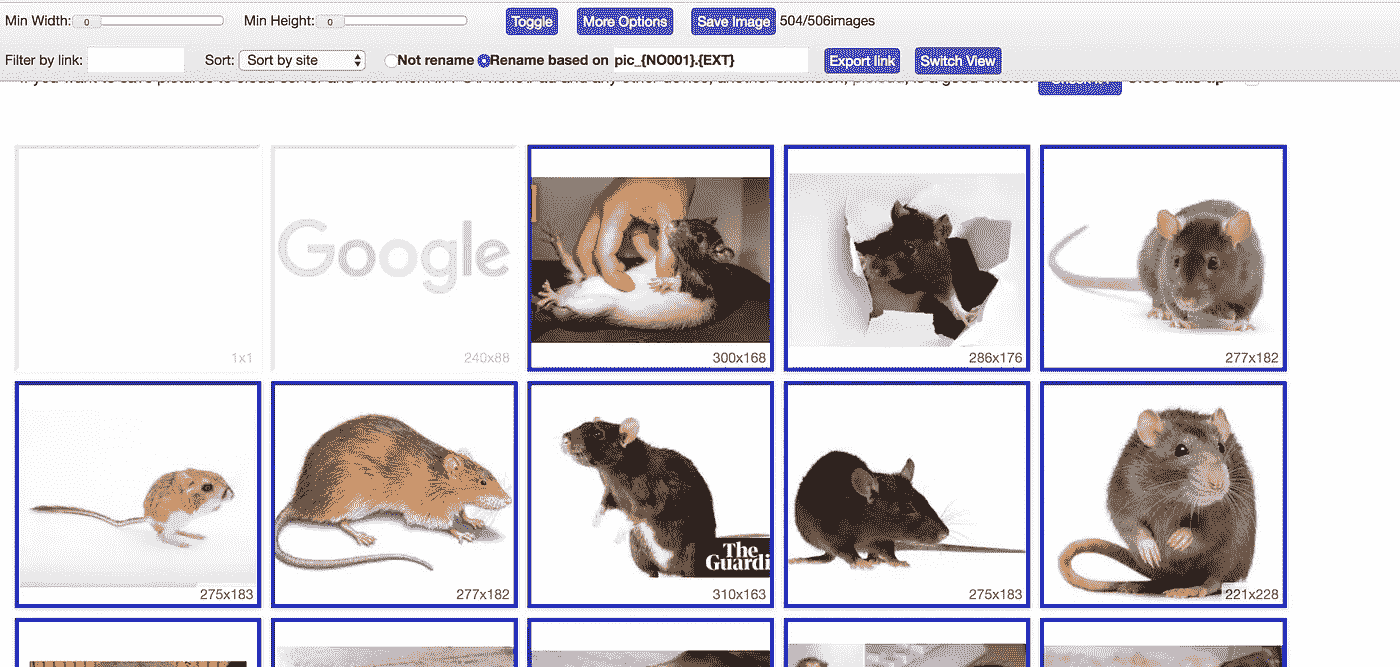 Min Width: 0 Min Height: 0 Toggle More Options Save Image 504/506images
Filter by link: Sort: Sort by site Not rename Rename based on pic_{NO001}.{EXT} Export link Switch View
Google
1x1 240x88 300x168 286x176 277x182
The
Guardi
275x183 277x182 310x163 275x183 221x228